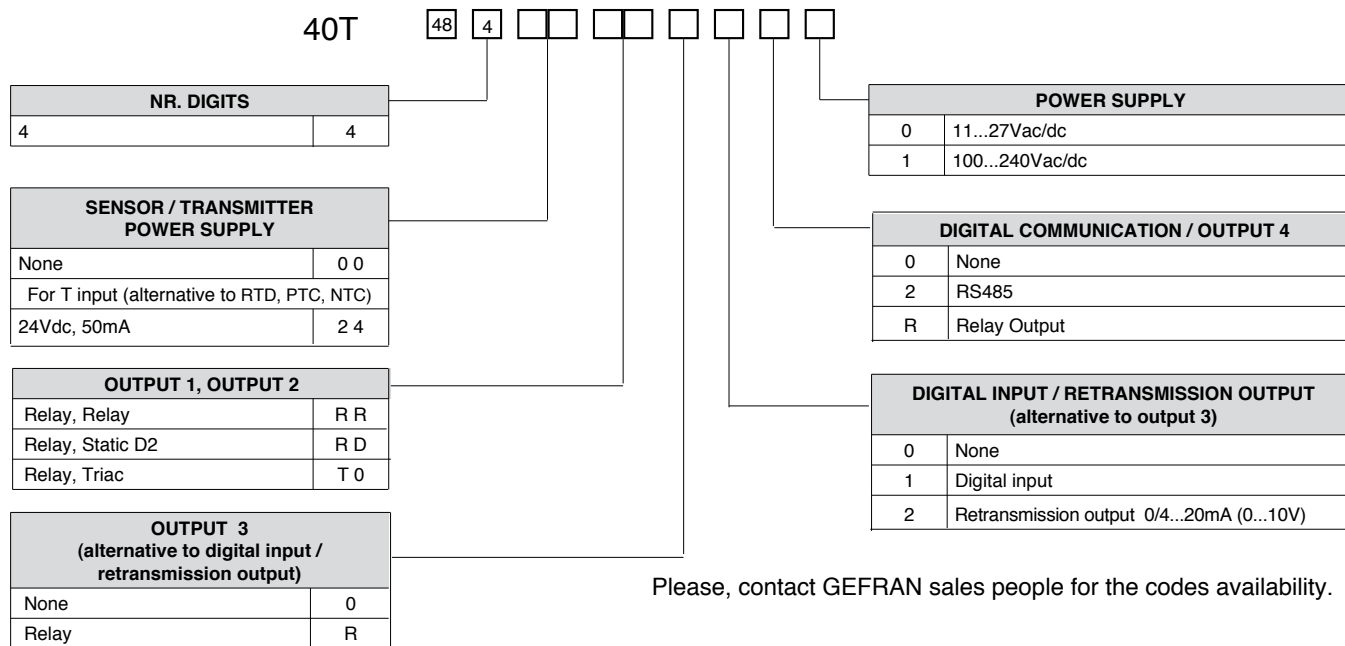 40T 48 4
NR. DIGITS
4 4
SENSOR / TRANSMITTER
POWER SUPPLY
None 0 0
For T input (alternative to RTD, PTC, NTC)
24Vdc, 50mA 2 4
OUTPUT 1, OUTPUT 2
Relay, Relay R R
Relay, Static D2 R D
Relay, Triac T 0
OUTPUT 3
(alternative to digital input /
retransmission output)
None 0
Relay R
POWER SUPPLY
0 11...27Vac/dc
1 100...240Vac/dc
DIGITAL COMMUNICATION / OUTPUT 4
0 None
2 RS485
R Relay Output
DIGITAL INPUT / RETRANSMISSION OUTPUT
(alternative to output 3)
0 None
1 Digital input
2 Retransmission output 0/4...20mA (0...10V)
Please, contact GEFRAN sales people for the codes availability.